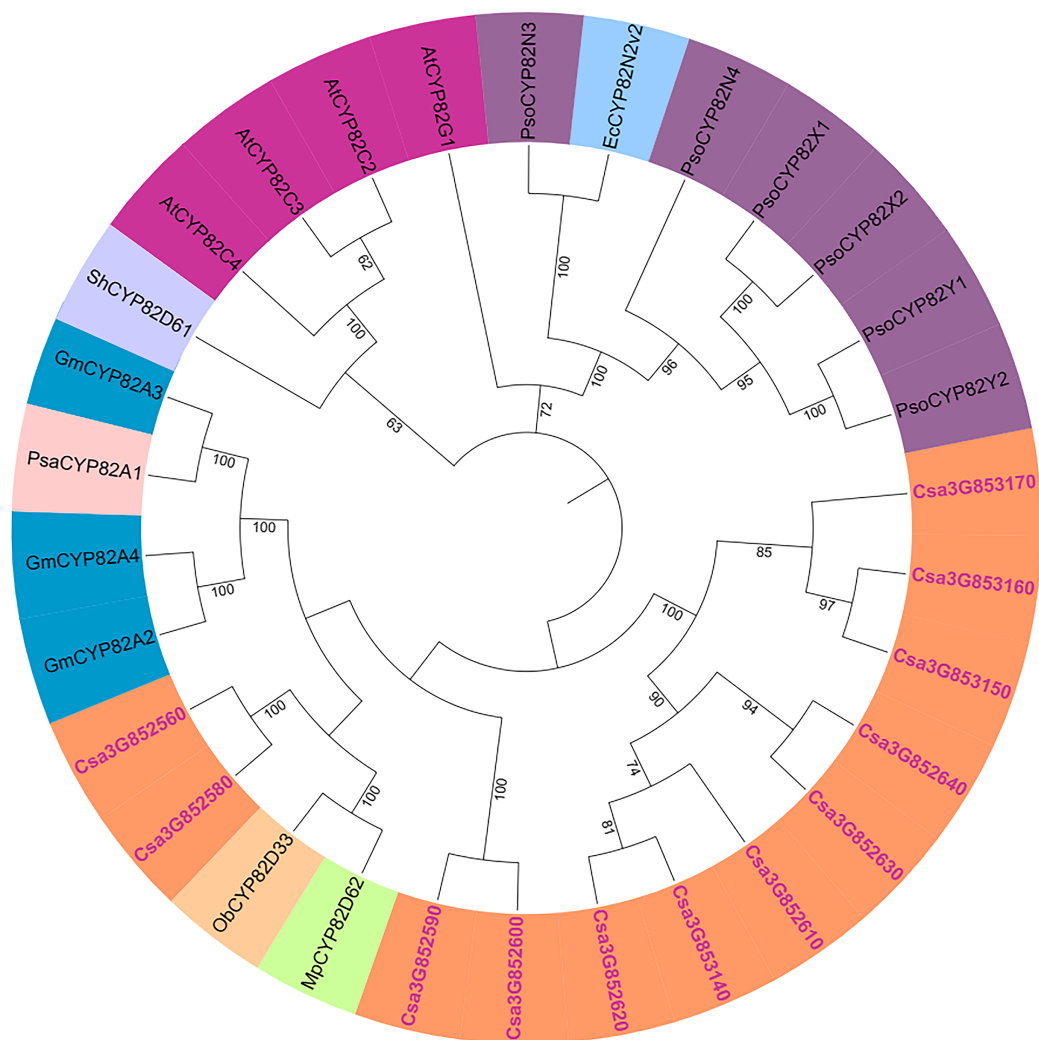 PsoCYP82N3
EcCYP82N2v2
PsoCYP82N4
PsoCYP82X1
PsoCYP82X2
PsoCYP82Y1
PsoCYP82Y2
Csa3G853170
Csa3G853160
Csa3G853150
Csa3G852640
Csa3G852630
Csa3G852610
Csa3G853140
Csa3G852620
Csa3G852600
Csa3G852590
MpCYP82D62
ObCYP82D33
Csa3G852580
Csa3G852560
GmCYP82A2
GmCYP82A4
PsaCYP82A1
GmCYP82A3
ShCYP82D61
AtCYP82C4
AtCYP82C3
AtCYP82C2
AtCYP82G1
62
100
63
72
100
100
96
95
100
100
100
100
100
100
100
100
100
85
97
90
94
74
81